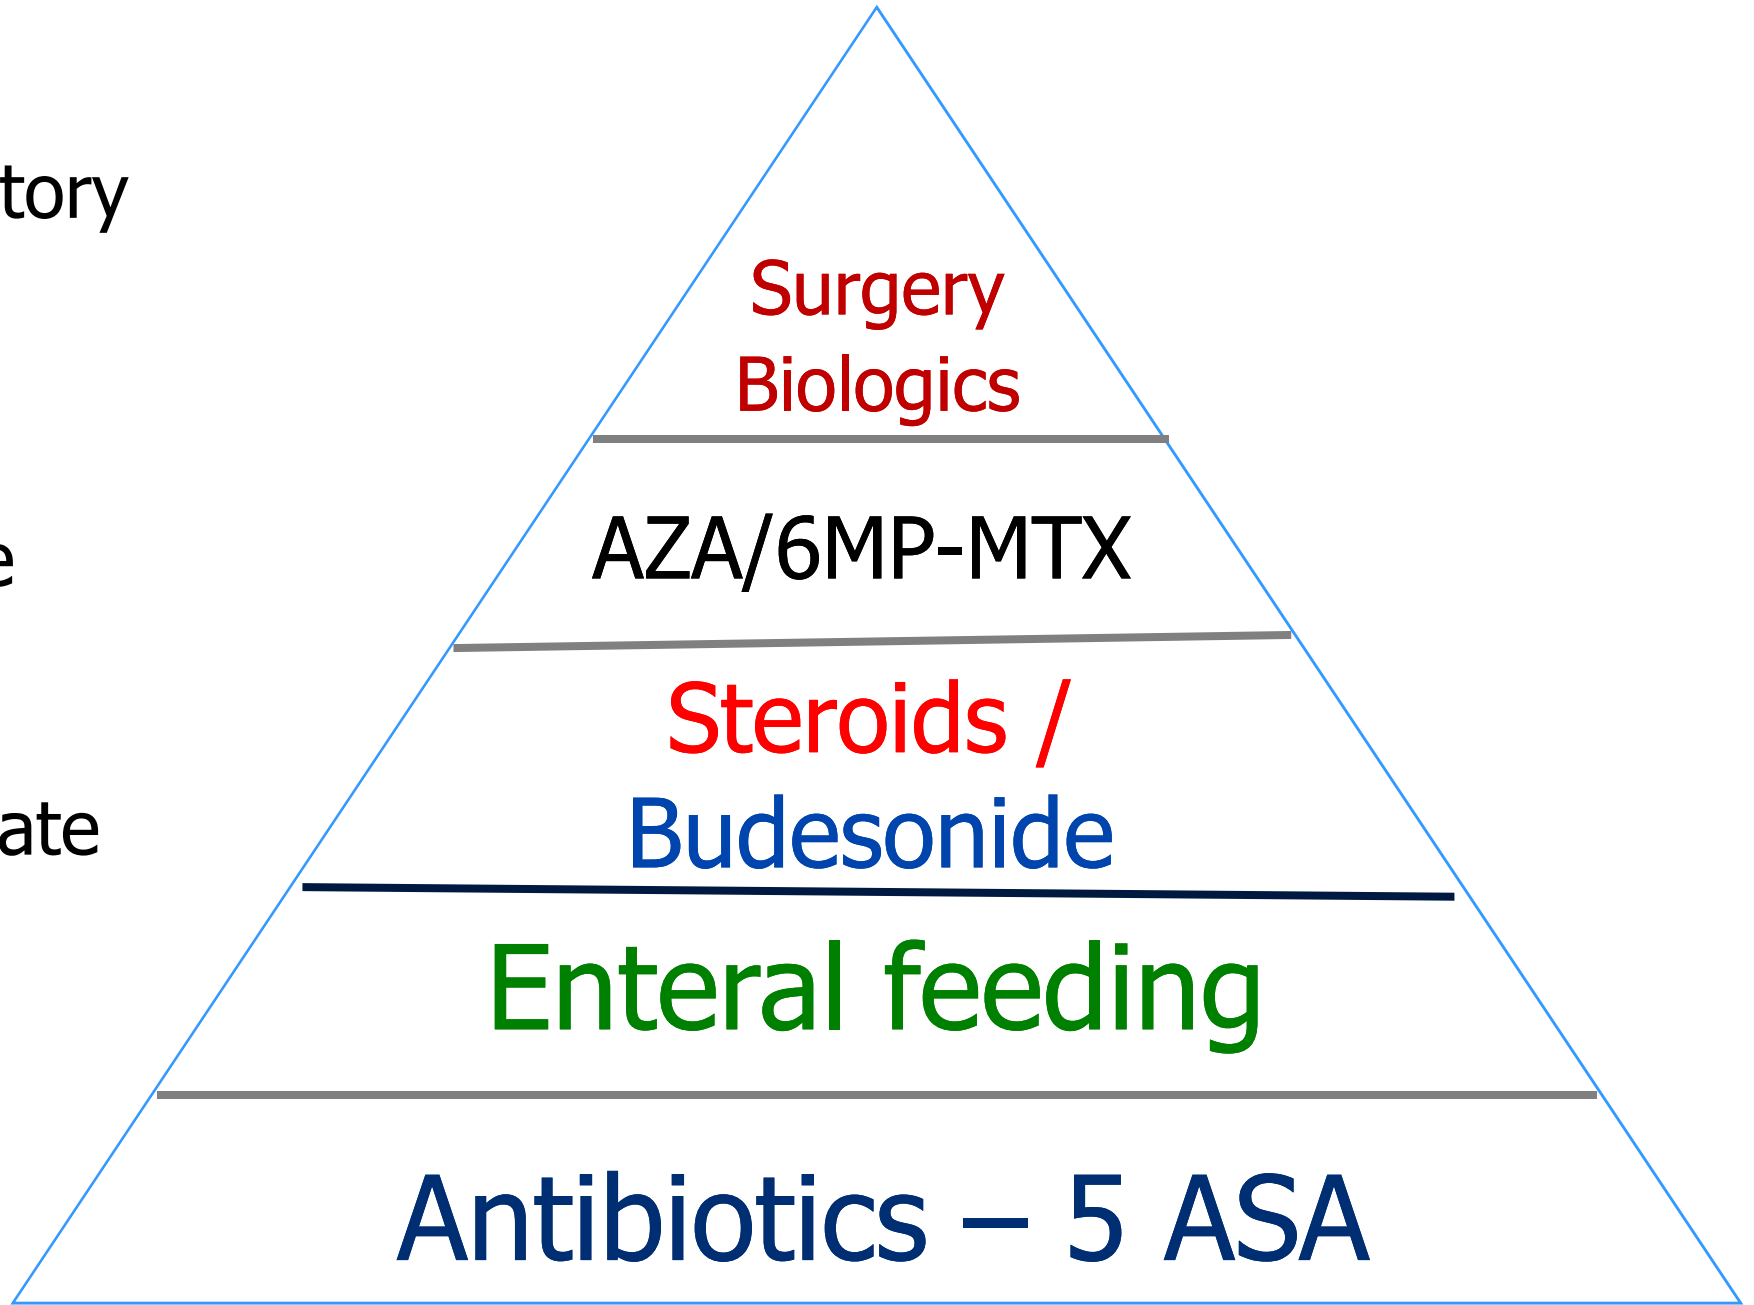 tory
Surgery
Biologics
AZA/6MP-MTX
e
Steroids /
Budesonide
ate
Enteral feeding
Antibiotics – 5 ASA